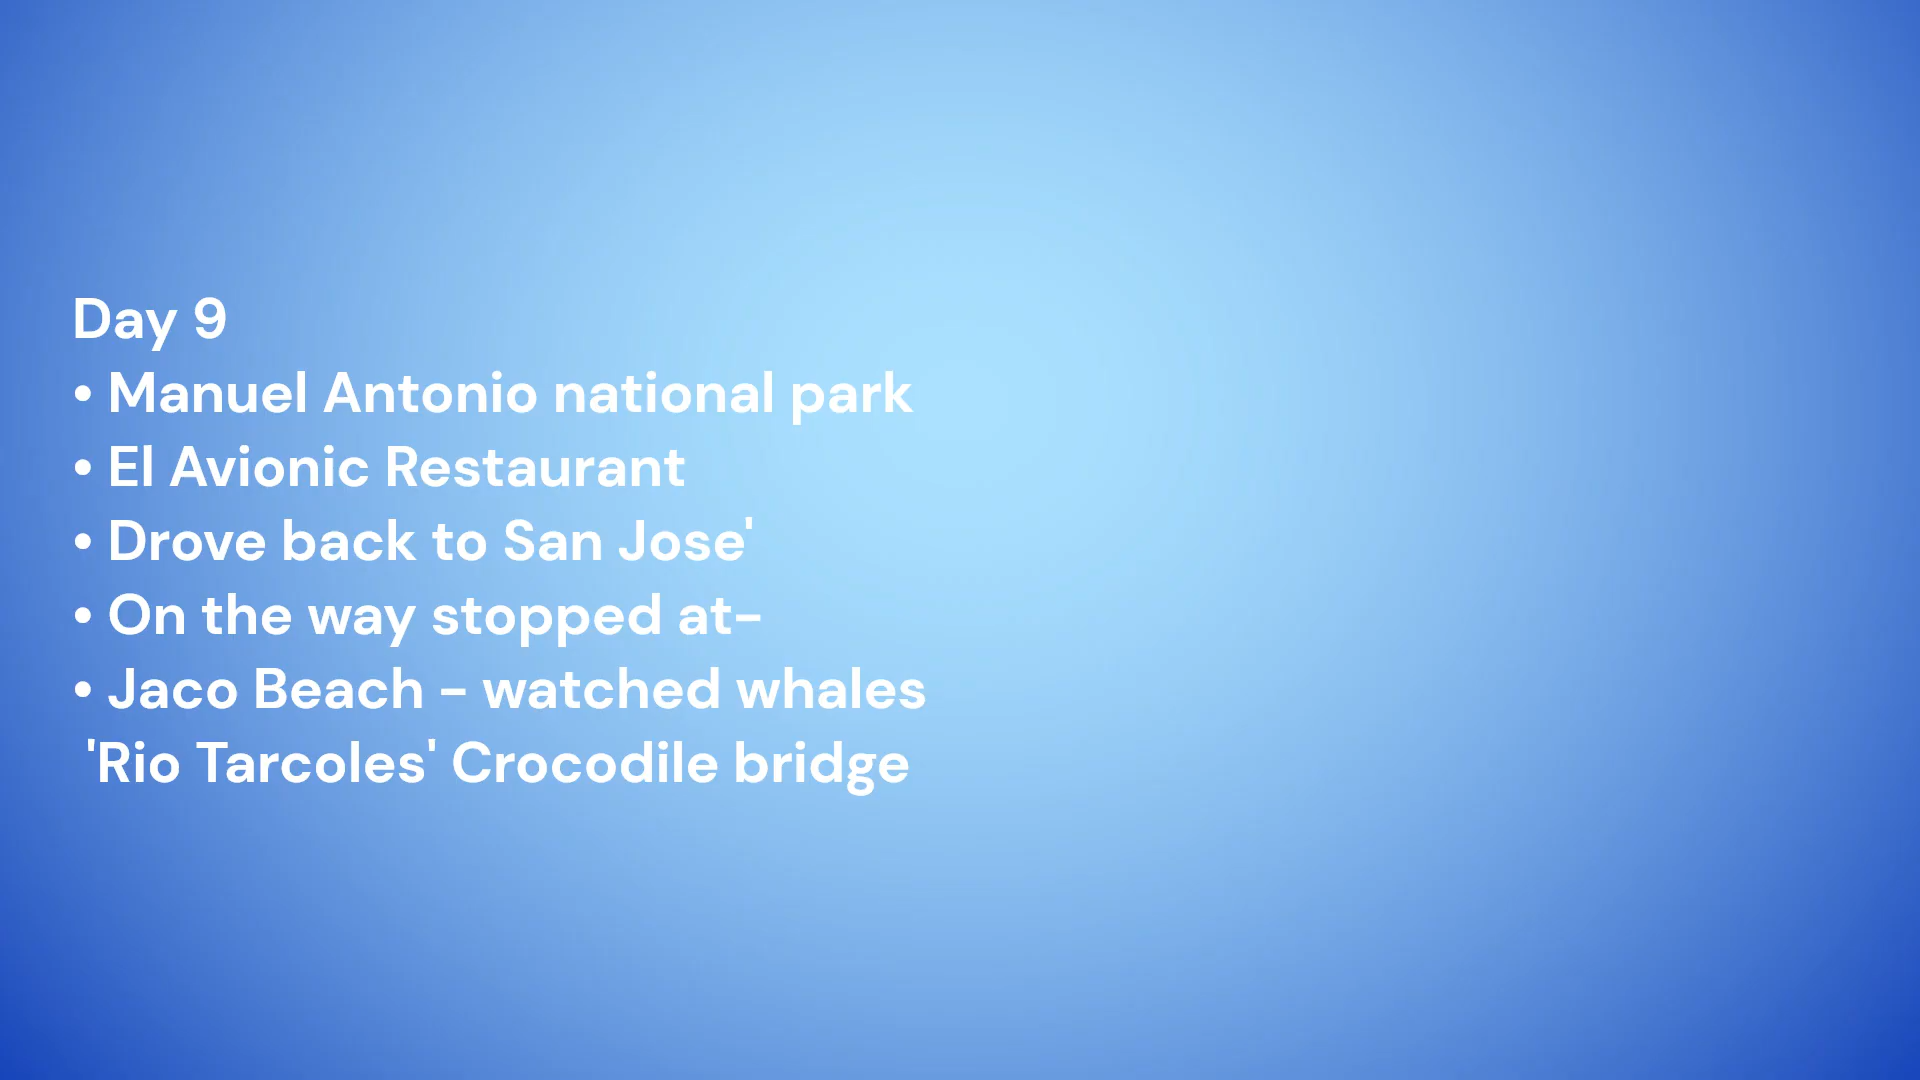 Day 9
• Manuel Antonio national park
• El Avionic Restaurant
• Drove back to San Jose'
• On the way stopped at-
• Jaco Beach - watched whales
'Rio Tarcoles' Crocodile bridge